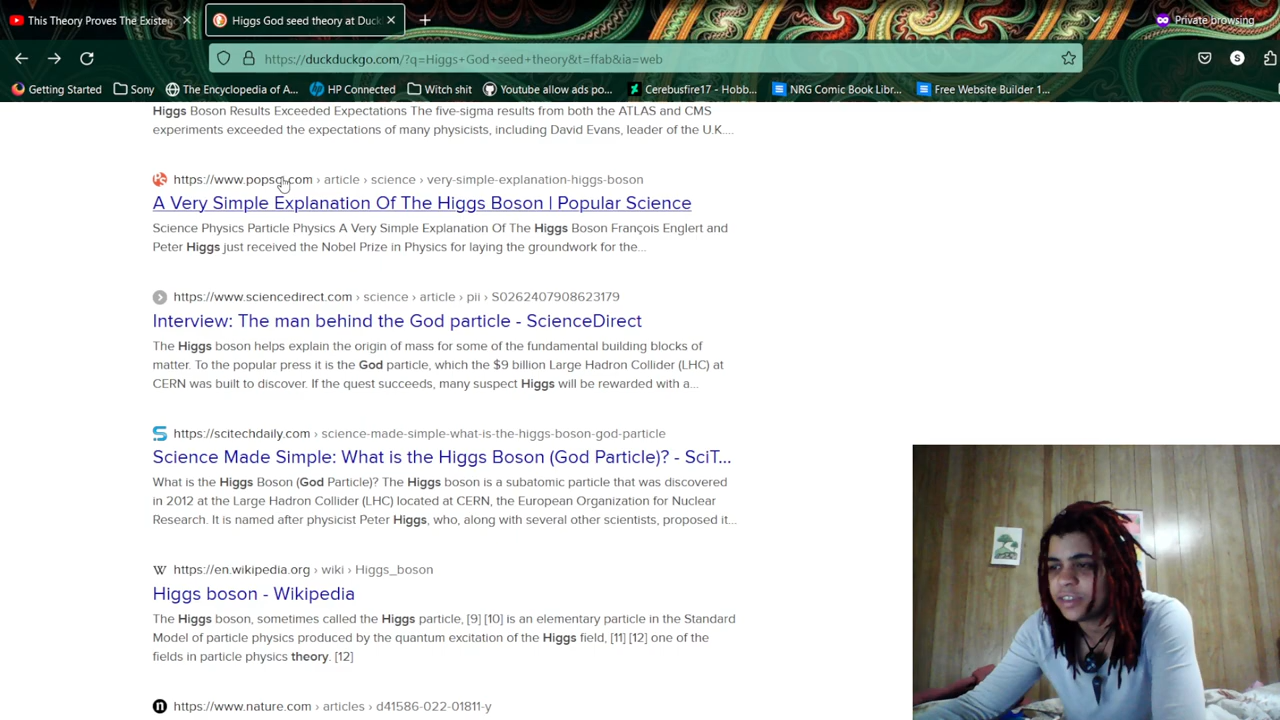 This Theory Proves The Existe
Higgs God seed theory at Duck
Private browsing
https://duckduckgo.com/?q=Higgs+God+seed+theory&t=ffab&ia=web
S
Getting Started
Sony
The Encyclopedia of A...
HP Connected
Witch shit
Youtube allow ads po...
Cerebusfire17 - Hobb...
NRG Comic Book Libr...
Free Website Builder 1...
Higgs Boson Results Exceeded Expectations The five-sigma results from both the ATLAS and CMS
experiments exceeded the expectations of many physicists, including David Evans, leader of the U.K....
https://www.popsci.com › article › science › very-simple-explanation-higgs-boson
A Very Simple Explanation Of The Higgs Boson | Popular Science
Science Physics Particle Physics A Very Simple Explanation Of The Higgs Boson François Englert and
Peter Higgs just received the Nobel Prize in Physics for laying the groundwork for the...
https://www.sciencedirect.com › science › article › pii › S0262407908623179
Interview: The man behind the God particle - ScienceDirect
The Higgs boson helps explain the origin of mass for some of the fundamental building blocks of
matter. To the popular press it is the God particle, which the $9 billion Large Hadron Collider (LHC) at
CERN was built to discover. If the quest succeeds, many suspect Higgs will be rewarded with a...
https://scitechdaily.com › science-made-simple-what-is-the-higgs-boson-god-particle
Science Made Simple: What is the Higgs Boson (God Particle)? - SciT...
What is the Higgs Boson (God Particle)? The Higgs boson is a subatomic particle that was discovered
in 2012 at the Large Hadron Collider (LHC) located at CERN, the European Organization for Nuclear
Research. It is named after physicist Peter Higgs, who, along with several other scientists, proposed it...
W https://en.wikipedia.org › wiki › Higgs_boson
Higgs boson - Wikipedia
The Higgs boson, sometimes called the Higgs particle, [9] [10] is an elementary particle in the Standard
Model of particle physics produced by the quantum excitation of the Higgs field, [11] [12] one of the
fields in particle physics theory. [12]
n https://www.nature.com › articles › d41586-022-01811-y